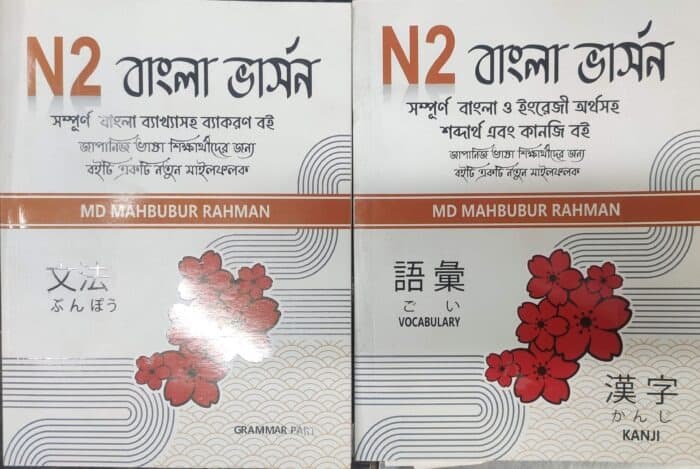 N2 বাংলা ভার্সন
সম্পূর্ণ বাংলা ব্যাখ্যাসহ ব্যাকরণ বই
জাপানিজ ভাষা শিক্ষার্থীদের জন্য
বইটি একটি নতুন মাইলফলক
MD MAHBUBUR RAHMAN
文法
ぶんぽう
GRAMMAR PART
N2 বাংলা ভার্সন
সম্পূর্ণ বাংলা ও ইংরেজী অর্থসহ
শব্দার্থ এবং কানজি বই
জাপানিজ ভাষা শিক্ষার্থীদের জন্য
বইটি একটি নতুন মাইলফলক
MD MAHBUBUR RAHMAN
語彙
ごい
VOCABULARY
漢字
かんじ
KANJI